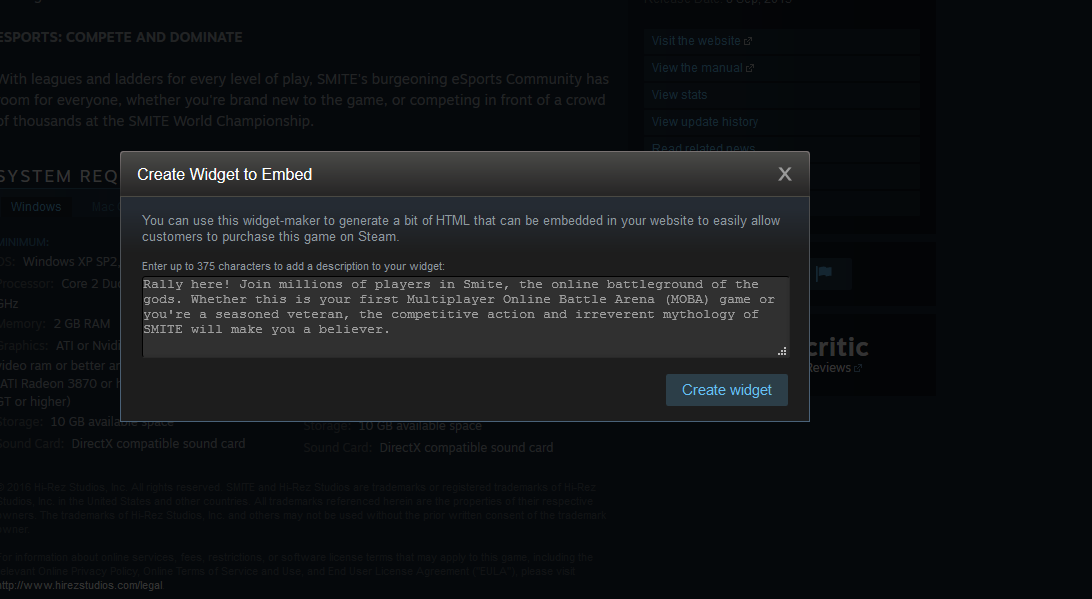 Release Date: 8 Sep, 2015
ESPORTS: COMPETE AND DOMINATE
Visit the website
View the manual
With leagues and ladders for every level of play, SMITE's burgeoning eSports Community has
room for everyone, whether you're brand new to the game, or competing in front of a crowd
of thousands at the SMITE World Championship.
View stats
View update history
Read related news
SYSTEM REQ
Windows
Mac
Create Widget to Embed
X
You can use this widget-maker to generate a bit of HTML that can be embedded in your website to easily allow
customers to purchase this game on Steam.
Enter up to 375 characters to add a description to your widget:
Rally here! Join millions of players in Smite, the online battleground of the
gods. Whether this is your first Multiplayer Online Battle Arena (MOBA) game or
you're a seasoned veteran, the competitive action and irreverent mythology of
SMITE will make you a believer.
Create widget
MINIMUM:
OS: Windows XP SP2,
Processor: Core 2 Duo
GHz
Memory: 2 GB RAM
Graphics: ATI or Nvidi
video ram or better an
ATI Radeon 3870 or h
GT or higher)
Storage: 10 GB available space
Sound Card: DirectX compatible sound card
Storage: 10 GB available space
Sound Card: DirectX compatible sound card
critic
Reviews
© 2016 Hi-Rez Studios, Inc. All rights reserved. SMITE and Hi-Rez Studios are trademarks or registered trademarks of Hi-Rez
Studios, Inc. in the United States and other countries. All trademarks referenced herein are the properties of their respective
owners. The trademarks of Hi-Rez Studios, Inc. and others may not be used without the prior written consent of the trademark
owner.
For information about online services, fees, restrictions, or software license terms that may apply to this game, including the
relevant Online Privacy Policy, Online Terms of Service and Use, and End User License Agreement ("EULA"), please visit
http://www.hirezstudios.com/legal